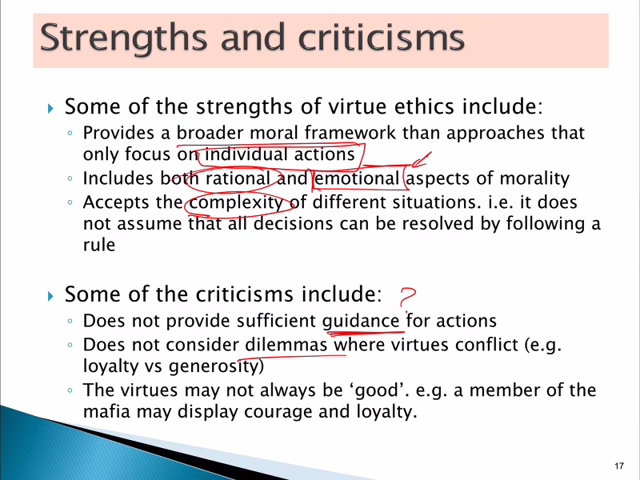 Strengths and criticisms
Some of the strengths of virtue ethics include:
Provides a broader moral framework than approaches that
only focus on individual actions
Includes both rational and emotional aspects of morality
Accepts the complexity of different situations. i.e. it does
not assume that all decisions can be resolved by following a
rule
Some of the criticisms include: ?
Does not provide sufficient guidance for actions
Does not consider dilemmas where virtues conflict (e.g.
loyalty vs generosity)
The virtues may not always be ‘good’. e.g. a member of the
mafia may display courage and loyalty.
17